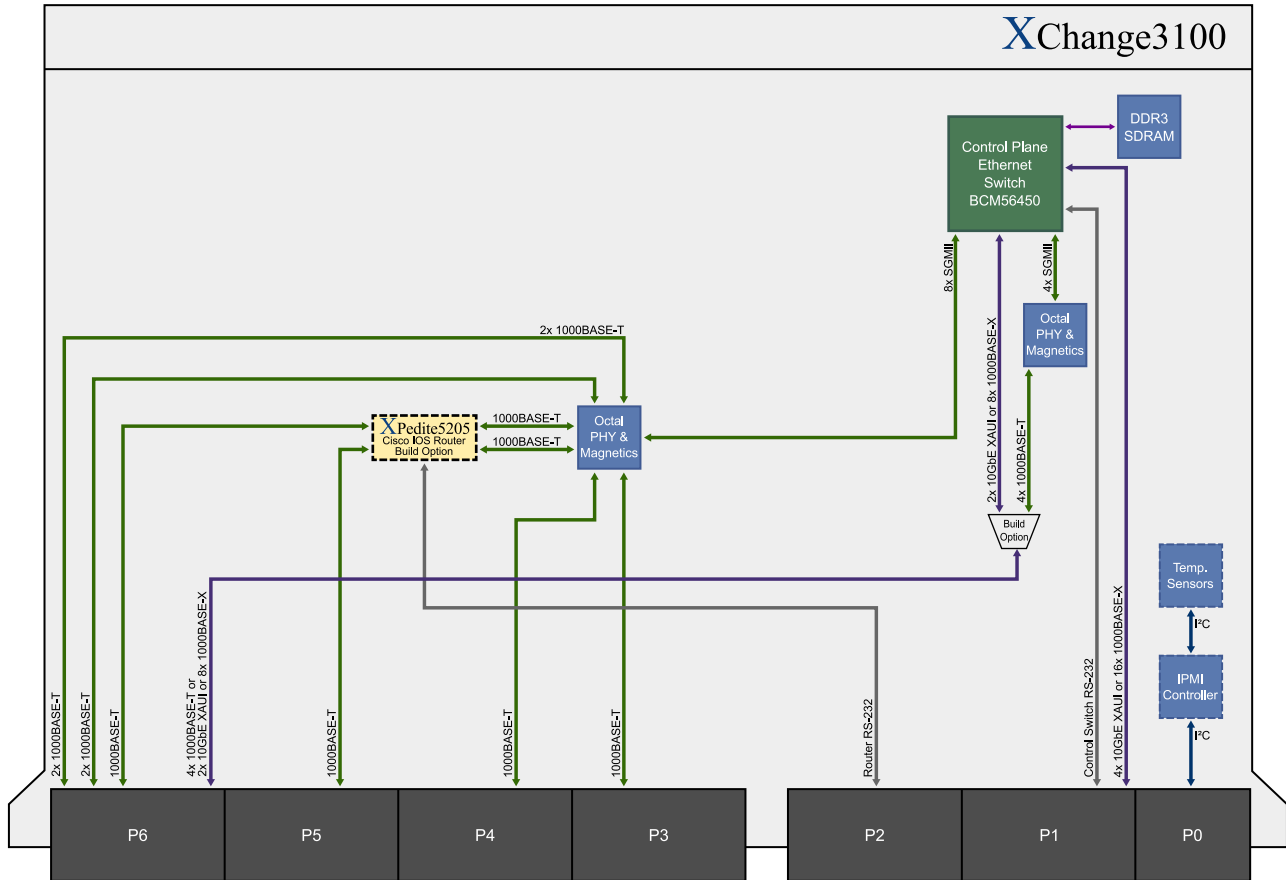 XChange3100
DDR3
SDRAM
Control Plane
Ethernet
Switch
BCM56450
8x SGMII
4x SGMII
Octal
PHY &
Magnetics
2x 10GbE XAUI or 8x 1000BASE-X
4x 1000BASE-T
Build
Option
2x 1000BASE-T
XPedite5205
Cisco IOS Router
Build Option
1000BASE-T
1000BASE-T
Octal
PHY &
Magnetics
Temp.
Sensors
I²C
IPMI
Controller
I²C
2x 1000BASE-T
2x 1000BASE-T
1000BASE-T
4x 1000BASE-T or
2x 10GbE XAUI or 8x 1000BASE-X
1000BASE-T
1000BASE-T
1000BASE-T
Router RS-232
Control Switch RS-232
4x 10GbE XAUI or 16x 1000BASE-X
P6
P5
P4
P3
P2
P1
P0